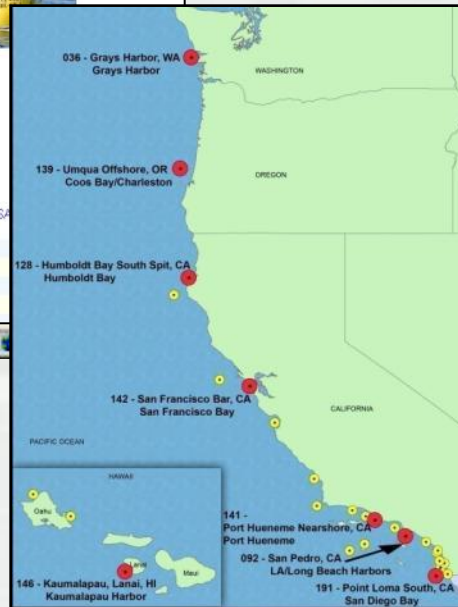 036 - Grays Harbor, WA
Grays Harbor
WASHINGTON
139 - Umqua Offshore, OR
Coos Bay/Charleston
OREGON
128 - Humboldt Bay South Spit, CA
Humboldt Bay
142 - San Francisco Bar, CA
San Francisco Bay
CALIFORNIA
PACIFIC OCEAN
HAWAII
Oahu
Lanai
Maui
146 - Kaumalapau, Lanai, HI
Kaumalapau Harbor
141 -
Port Hueneme Nearshore, CA
Port Hueneme
092 - San Pedro, CA
LA/Long Beach Harbors
191 - Point Loma South, CA
San Diego Bay